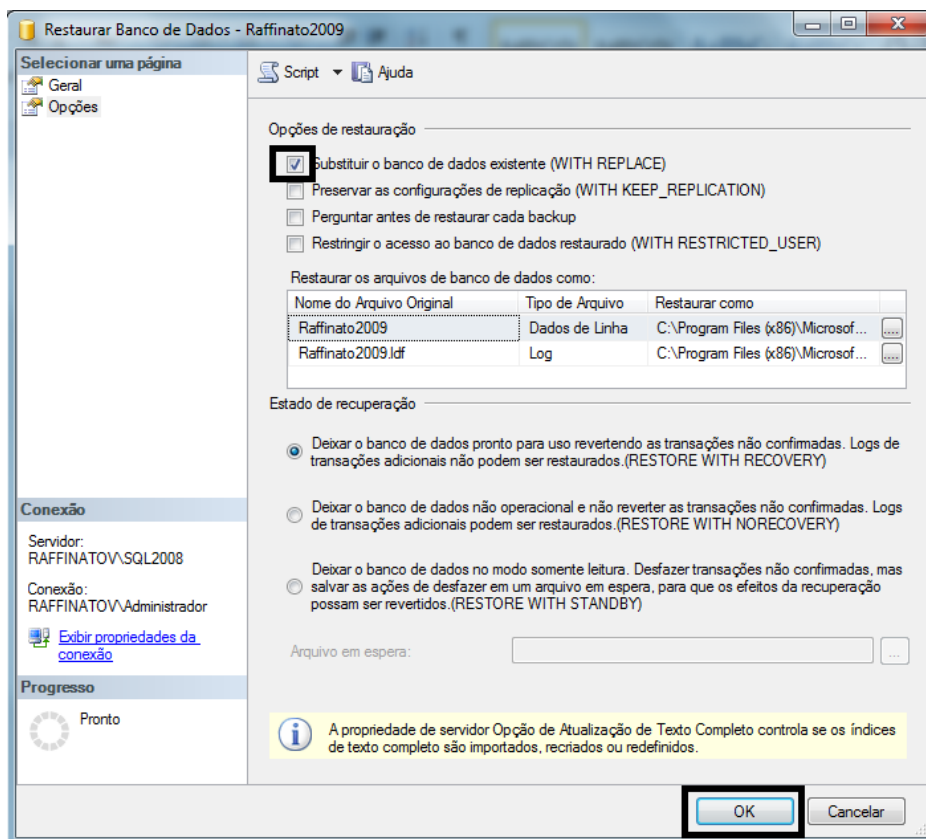 Restaurar Banco de Dados - Raffinato2009
Selecionar uma página
Geral
Opções
Script
Ajuda
Opções de restauração
Substituir o banco de dados existente (WITH REPLACE)
Preservar as configurações de replicação (WITH KEEP_REPLICATION)
Perguntar antes de restaurar cada backup
Restringir o acesso ao banco de dados restaurado (WITH RESTRICTED_USER)
Restaurar os arquivos de banco de dados como:
Nome do Arquivo Original Tipo de Arquivo Restaurar como
Raffinato2009 Dados de Linha C:\Program Files (x86)\Microsof... ....
Raffinato2009.ldf Log C:\Program Files (x86)\Microsof... ....
Estado de recuperação
Deixar o banco de dados pronto para uso revertendo as transações não confirmadas. Logs de
transações adicionais não podem ser restaurados.(RESTORE WITH RECOVERY)
Deixar o banco de dados não operacional e não reverter as transações não confirmadas. Logs
de transações adicionais podem ser restaurados.(RESTORE WITH NORECOVERY)
Deixar o banco de dados no modo somente leitura. Desfazer transações não confirmadas, mas
salvar as ações de desfazer em um arquivo em espera, para que os efeitos da recuperação
possam ser revertidos.(RESTORE WITH STANDBY)
Arquivo em espera: ...
Conexão
Servidor:
RAFFINATOV\SQL2008
Conexão:
RAFFINATOV\Administrador
Exibir propriedades da
conexão
Progresso
Pronto
A propriedade de servidor Opção de Atualização de Texto Completo controla se os índices
de texto completo são importados, recriados ou redefinidos.
OK
Cancelar